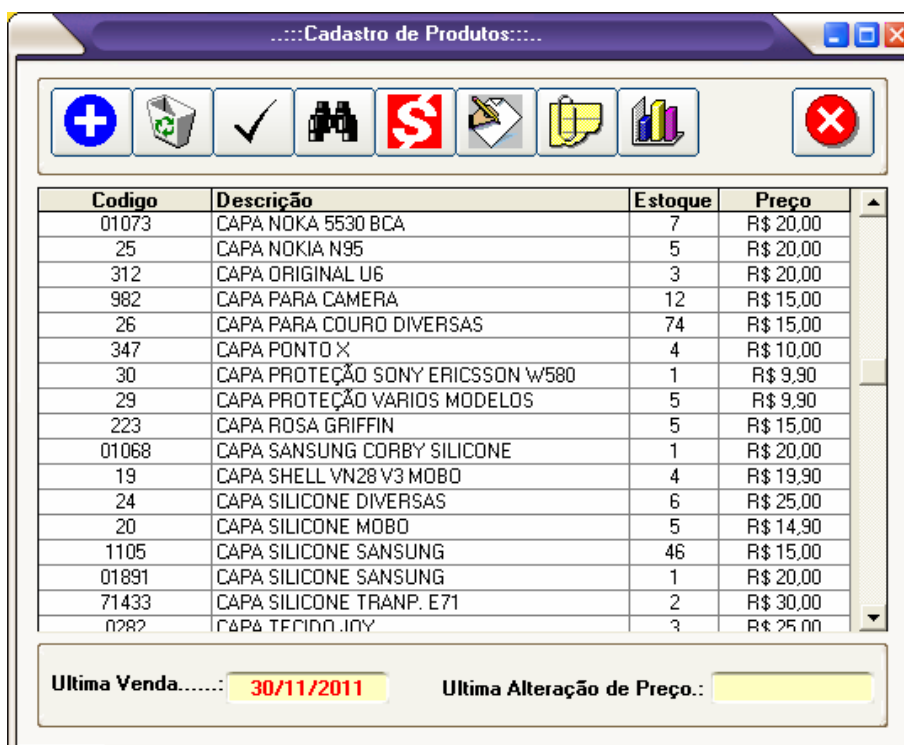 ..:::Cadastro de Produtos:::..
Codigo Descrição Estoque Preço
01073 CAPA NOKA 5530 BCA 7 R$ 20,00
25 CAPA NOKIA N95 5 R$ 20,00
312 CAPA ORIGINAL U6 3 R$ 20,00
982 CAPA PARA CAMERA 12 R$ 15,00
26 CAPA PARA COURO DIVERSAS 74 R$ 15,00
347 CAPA PONTO X 4 R$ 10,00
30 CAPA PROTEÇÃO SONY ERICSSON W580 1 R$ 9,90
29 CAPA PROTEÇÃO VARIOS MODELOS 5 R$ 9,90
223 CAPA ROSA GRIFFIN 5 R$ 15,00
01068 CAPA SANSUNG CORBY SILICONE 1 R$ 20,00
19 CAPA SHELL VN28 V3 MOBO 4 R$ 19,90
24 CAPA SILICONE DIVERSAS 6 R$ 25,00
20 CAPA SILICONE MOBO 5 R$ 14,90
1105 CAPA SILICONE SANSUNG 46 R$ 15,00
01891 CAPA SILICONE SANSUNG 1 R$ 20,00
71433 CAPA SILICONE TRANP. E71 2 R$ 30,00
0282 CAPA TECIDO JOY 3 R$ 25,00
Ultima Venda......: 30/11/2011 Ultima Alteração de Preço.: